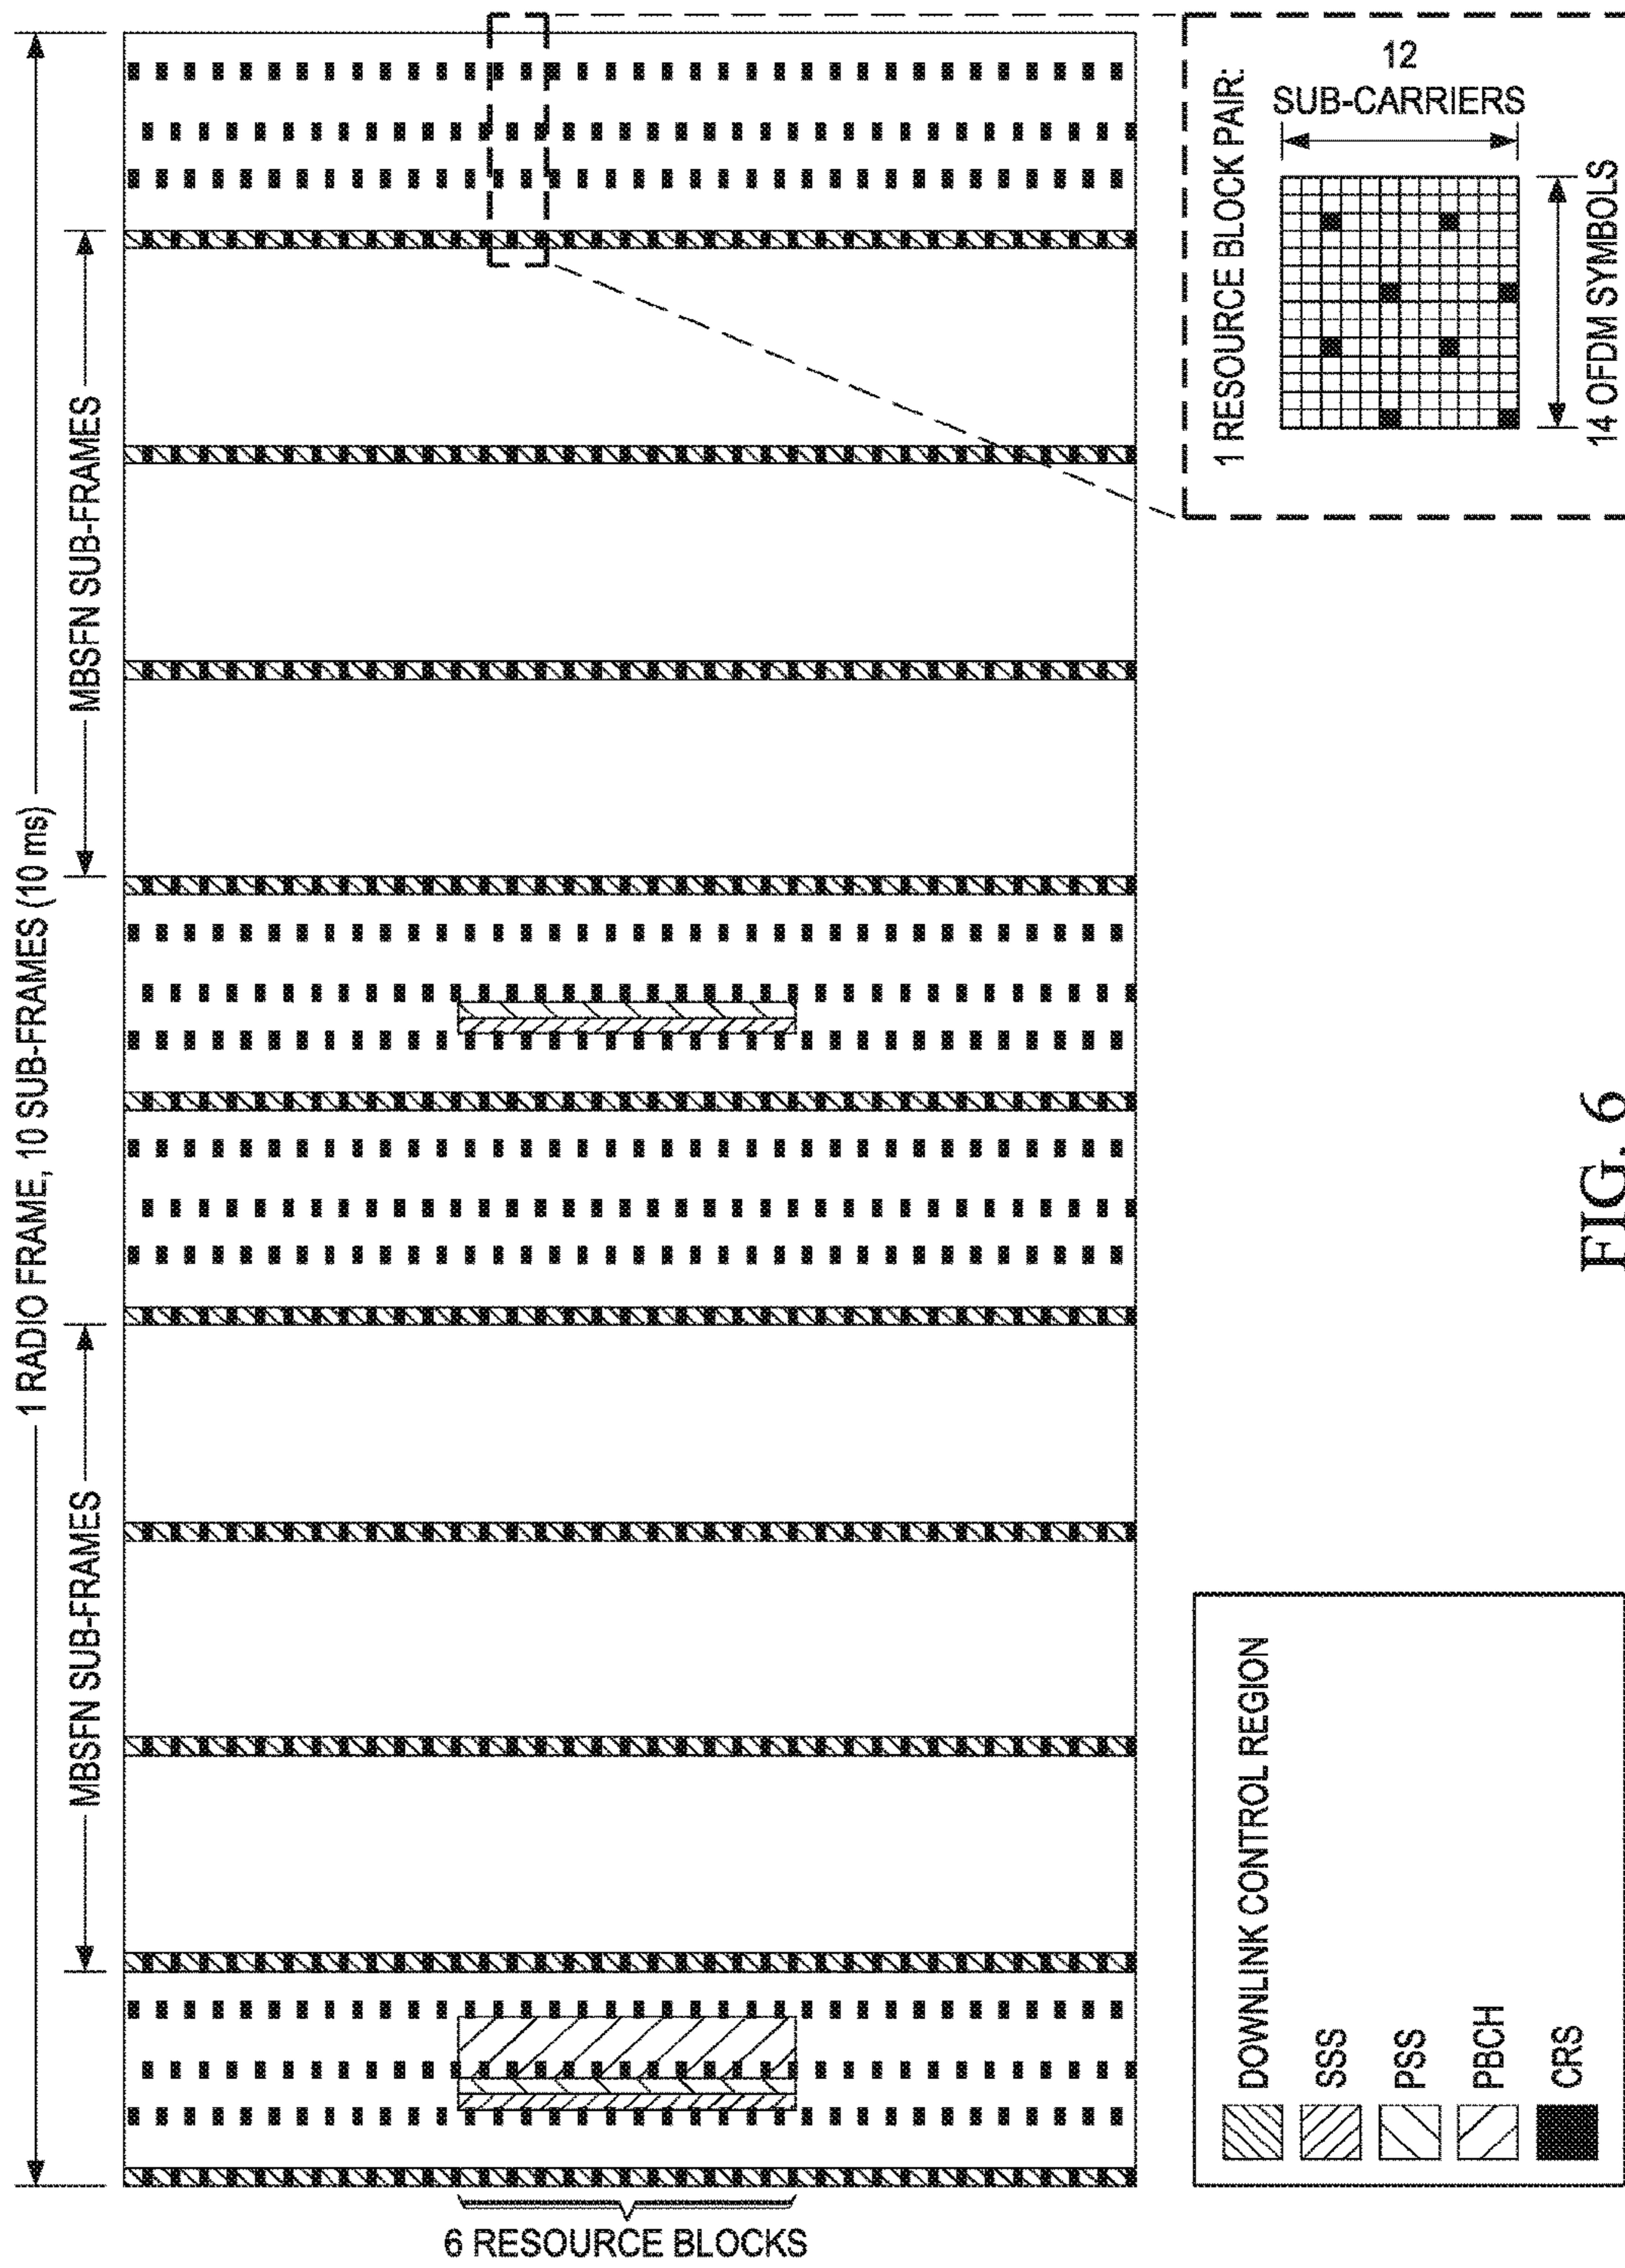 1 RADIO FRAME, 10 SUB-FRAMES (10 ms)
MBSFN SUB-FRAMES
MBSFN SUB-FRAMES
6 RESOURCE BLOCKS
1 RESOURCE BLOCK PAIR:
12
SUB-CARRIERS
14 OFDM SYMBOLS
DOWNLINK CONTROL REGION
SSS
PSS
PBCH
CRS
FIG. 6